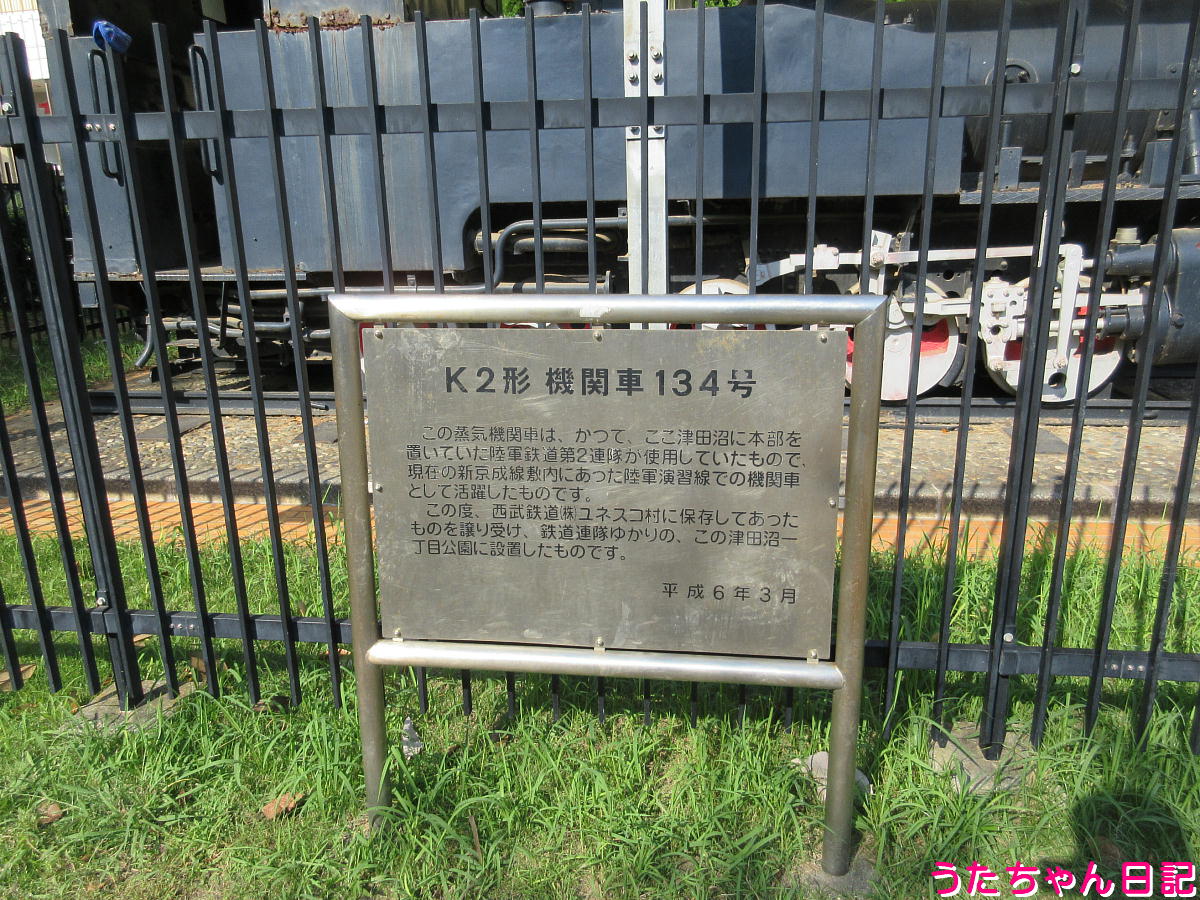 K2形 機関車134号
この蒸気機関車は、かつて、ここ津田沼に本部を
置いていた陸軍鉄道第2連隊が使用していたもので、
現在の新京成線敷内にあった陸軍演習線での機関車
として活躍したものです。
この度、西武鉄道㈱ユネスコ村に保存してあった
ものを譲り受け、鉄道連隊ゆかりの、この津田沼一
丁目公園に設置したものです。
平成6年3月
うたちゃん日記